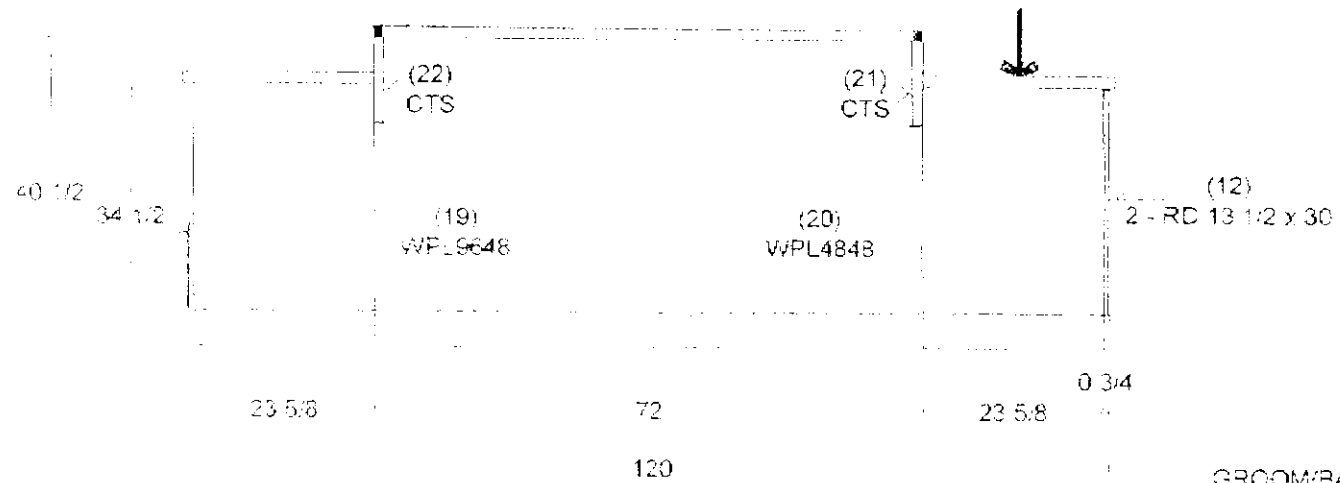 (22)
CTS
(21)
CTS
40 1/2
34 1/2
(19)
WPL9648
(20)
WPL4848
(12)
2 - RD 13 1/2 x 30
0 3/4
23 5/8
72
23 5/8
120